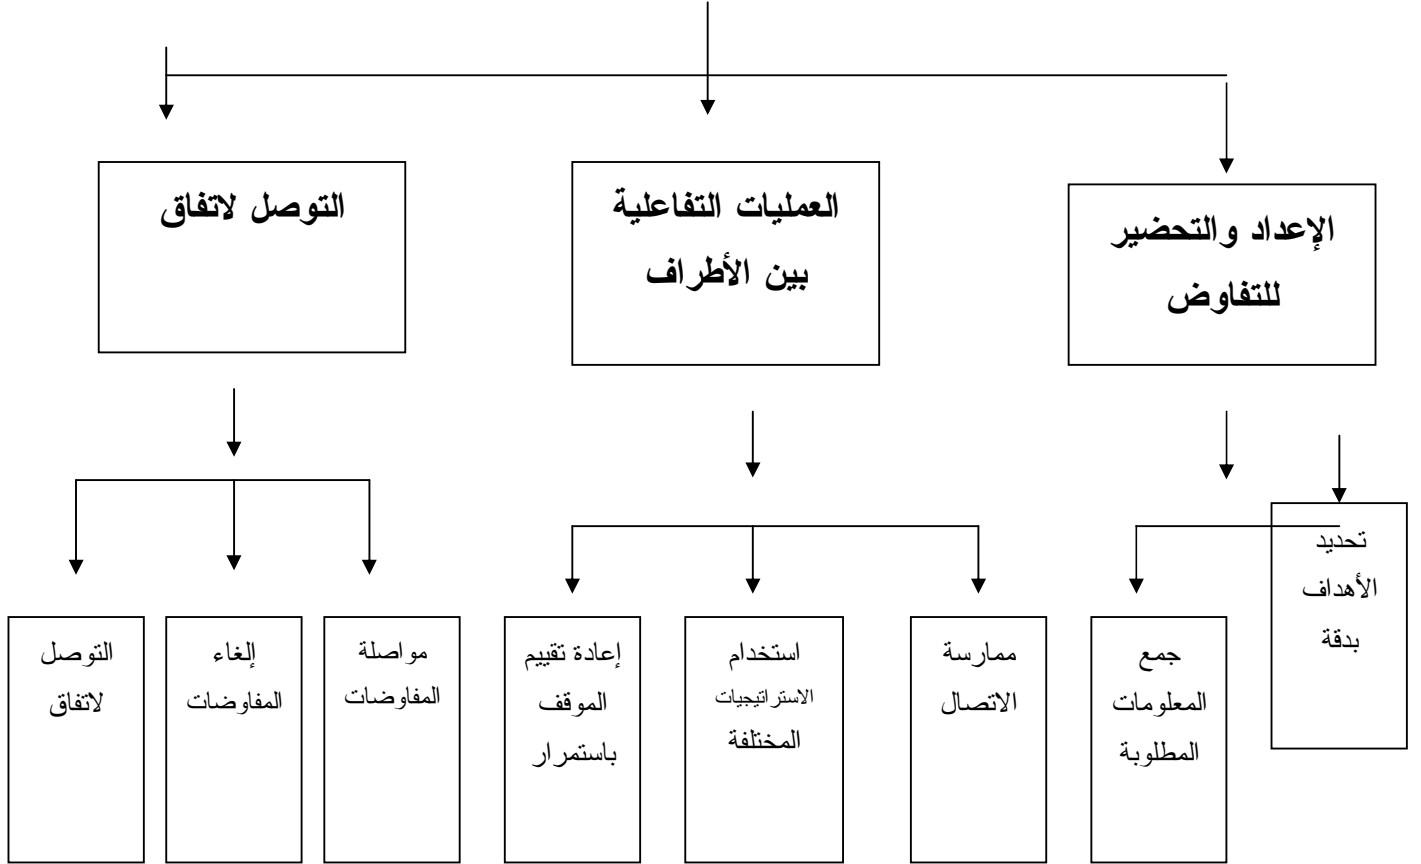 الإعداد والتحضير
للتفاوض
العمليات التفاعلية
بين الأطراف
التوصل لاتفاق
تحديد
الأهداف
بدقة
جمع
المعلومات
المطلوبة
ممارسة
الاتصال
استخدام
الاستراتيجيات
المختلفة
إعادة تقييم
الموقف
باستمرار
مواصلة
المفاوضات
إلغاء
المفاوضات
التوصل
لاتفاق